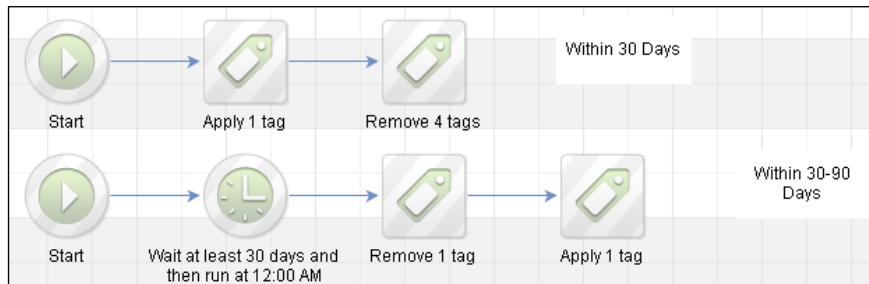 Within 30 Days
Start
Apply 1 tag
Remove 4 tags
Within 30-90
Days
Start
Wait at least 30 days and
then run at 12:00 AM
Remove 1 tag
Apply 1 tag